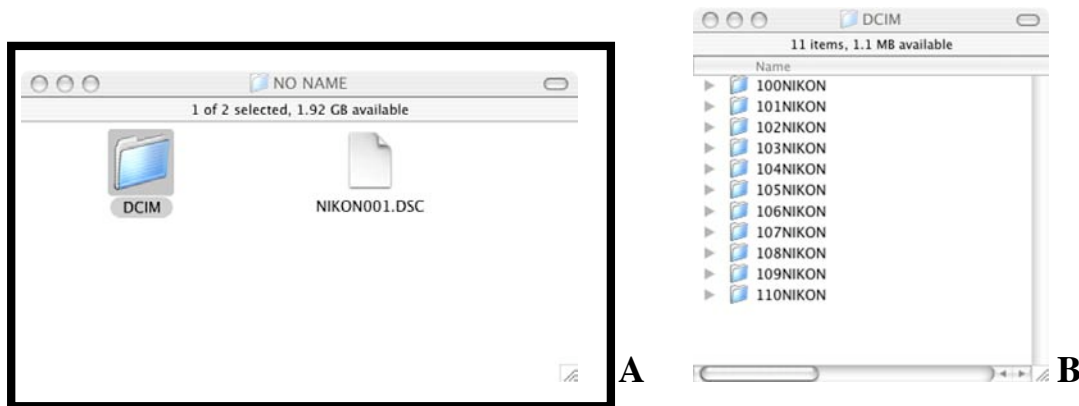 NO NAME
1 of 2 selected, 1.92 GB available
DCIM
NIKON001.DSC
A
DCIM
11 items, 1.1 MB available
Name
100NIKON
101NIKON
102NIKON
103NIKON
104NIKON
105NIKON
106NIKON
107NIKON
108NIKON
109NIKON
110NIKON
B